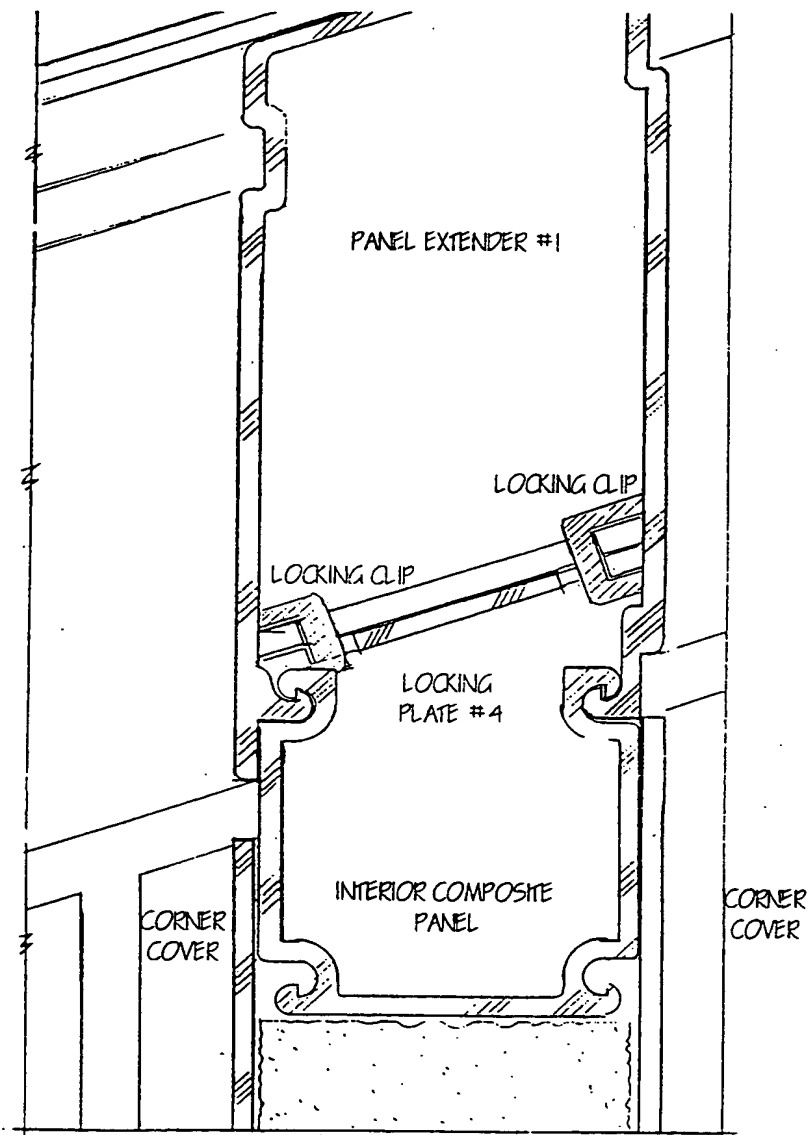 PANEL EXTENDER #1
LOCKING CLIP
LOCKING CLIP
LOCKING
PLATE #4
INTERIOR COMPOSITE
PANEL
CORNER
COVER
CORNER
COVER